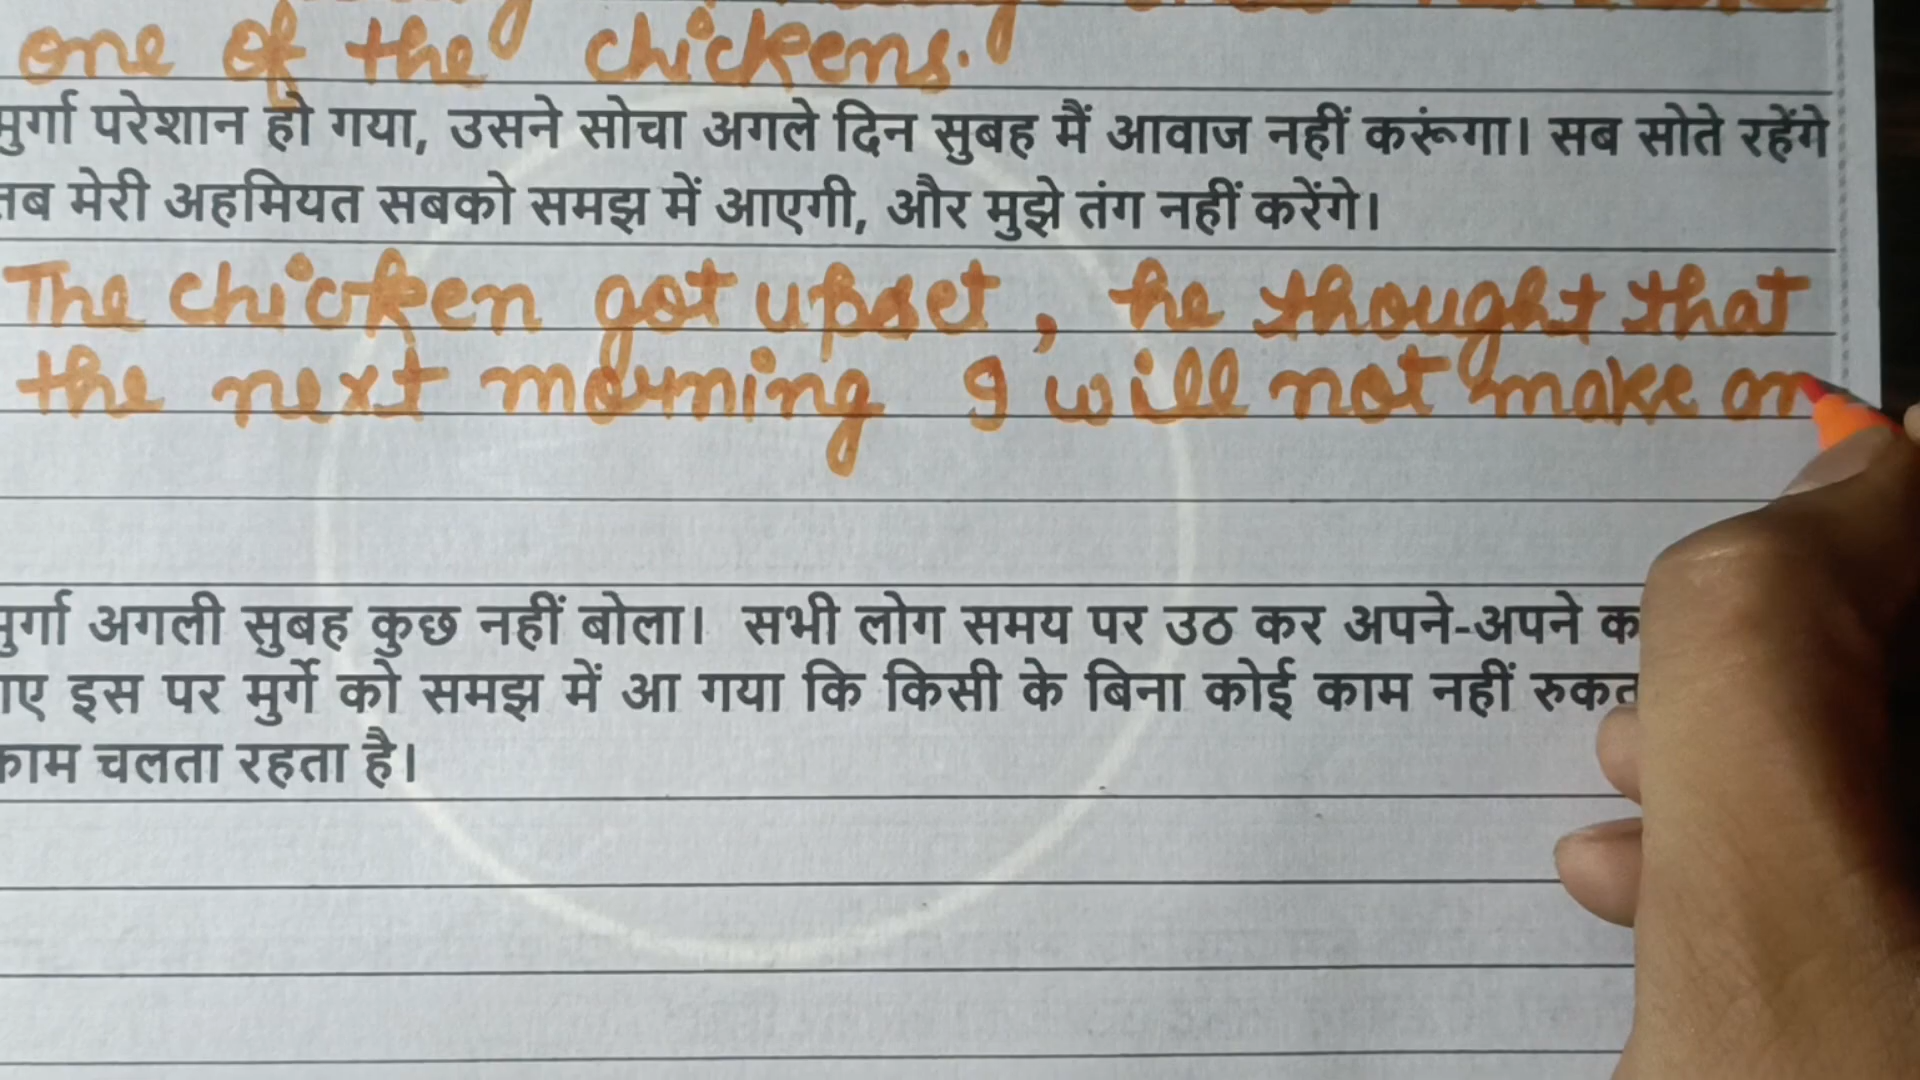 one of the chickens.
मुर्गा परेशान हो गया, उसने सोचा अगले दिन सुबह मैं आवाज नहीं करूंगा। सब सोते रहेंगे
तब मेरी अहमियत सबको समझ में आएगी, और मुझे तंग नहीं करेंगे।
The chicken got upset, he thought that
the next morning I will not make an
मुर्गा अगली सुबह कुछ नहीं बोला। सभी लोग समय पर उठ कर अपने-अपने
इस पर मुर्गे को समझ में आ गया कि किसी के बिना कोई काम नहीं
काम चलता रहता है।